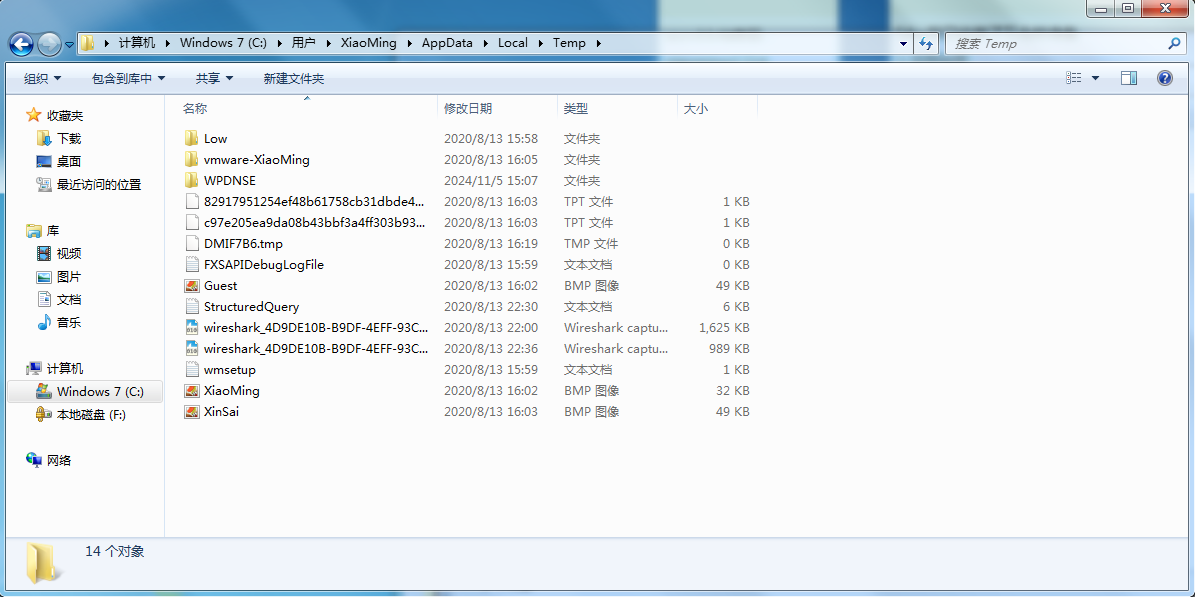 计算机 Windows 7 (C:) 用户 XiaoMing AppData Local Temp 搜索 Temp
组织 包含到库中 共享 新建文件夹
收藏夹
下载
桌面
最近访问的位置
库
视频
图片
文档
音乐
计算机
Windows 7 (C:)
本地磁盘 (F:)
网络
名称 修改日期 类型 大小
Low 2020/8/13 15:58 文件夹
vmware-XiaoMing 2020/8/13 16:05 文件夹
WPDNSE 2024/11/5 15:07 文件夹
82917951254ef48b61758cb31dbde4... 2020/8/13 16:03 TPT 文件 1 KB
c97e205ea9da08b43bbf3a4ff303b93... 2020/8/13 16:03 TPT 文件 1 KB
DMIF7B6.tmp 2020/8/13 16:19 TMP 文件 0 KB
FXSAPIDebugLogFile 2020/8/13 15:59 文本文档 0 KB
Guest 2020/8/13 16:02 BMP 图像 49 KB
StructuredQuery 2020/8/13 22:30 文本文档 6 KB
wireshark_4D9DE10B-B9DF-4EFF-93C... 2020/8/13 22:00 Wireshark captu... 1,625 KB
wireshark_4D9DE10B-B9DF-4EFF-93C... 2020/8/13 22:36 Wireshark captu... 989 KB
wmsetup 2020/8/13 15:59 文本文档 1 KB
XiaoMing 2020/8/13 16:02 BMP 图像 32 KB
XinSai 2020/8/13 16:03 BMP 图像 49 KB
14 个对象